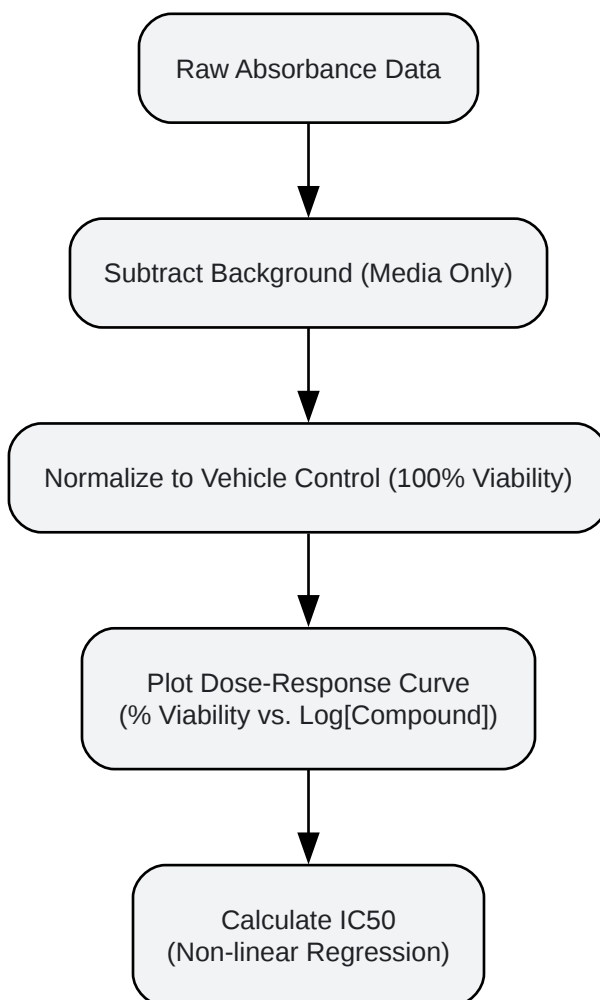 Raw Absorbance Data
Subtract Background (Media Only)
Normalize to Vehicle Control (100% Viability)
Plot Dose-Response Curve
(% Viability vs. Log[Compound])
Calculate IC50
(Non-linear Regression)